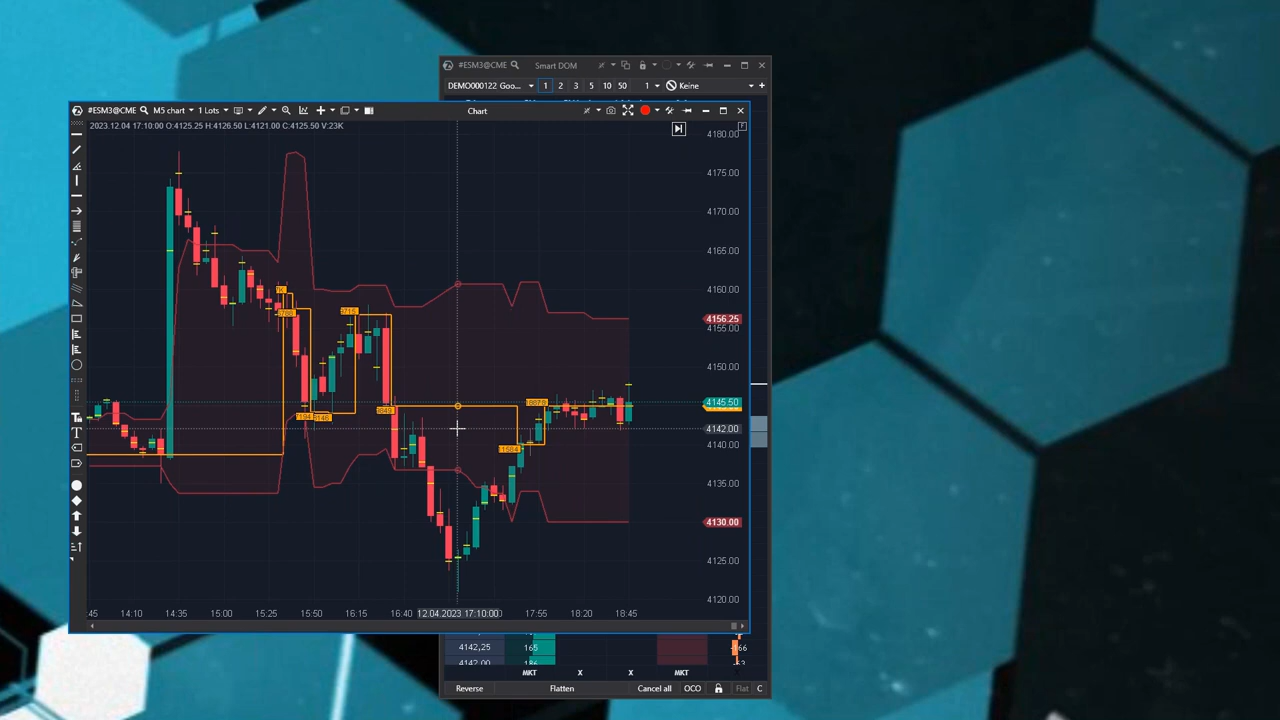 #ESM3@CME Smart DOM
DEMO000122 Goo... 1 2 3 5 10 50 1 Keine
#ESM3@CME M5 chart 1 Lots Chart
2023.12.04 17:10:00 O:4125.25 H:4126.50 L:4121.00 C:4125.50 V:23K
F
4180.00
4175.00
4170.00
4165.00
4160.00
4156.25
4155.00
4150.00
4145.50
4142.00
4140.00
4135.00
4130.00
4125.00
4120.00
:45 14:10 14:35 15:00 15:25 15:50 16:15 16:40 12.04.2023 17:10:00 17:55 18:20 18:45
4142,25 165
4142,00 186
MKT X X MKT
Reverse Flatten Cancel all OCO Flat C